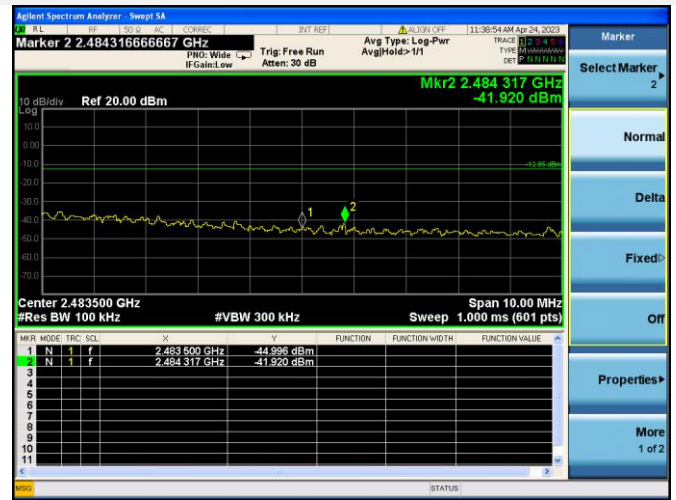 Agilent Spectrum Analyzer - Swept SA
RL RF 50 Ω AC CORREC INT REF ALIGN OFF 11:38:54 AM Apr 24, 2023
Marker 2 2.484316666667 GHz
PNO: Wide
IFGain:Low
Trig: Free Run
Atten: 30 dB
Avg Type: Log-Pwr
Avg|Hold:>1/1
TRACE 1 2 3 4 5 6
TYPE
DET P N N N N N
Mkr2 2.484 317 GHz
-41.920 dBm
10 dB/div Ref 20.00 dBm
Log
10.0
0.00
-10.0
-12.86 dBm
-20.0
-30.0
-40.0
-50.0
-60.0
-70.0
1
2
Center 2.483500 GHz Span 10.00 MHz
#Res BW 100 kHz #VBW 300 kHz Sweep 1.000 ms (601 pts)
MKR MODE TRC SCL X Y FUNCTION FUNCTION WIDTH FUNCTION VALUE
1 N 1 f 2.483 500 GHz -44.996 dBm
2 N 1 f 2.484 317 GHz -41.920 dBm
3
4
5
6
7
8
9
10
11
MSG STATUS
Marker
Select Marker
2
Normal
Delta
Fixed
Off
Properties
More
1 of 2